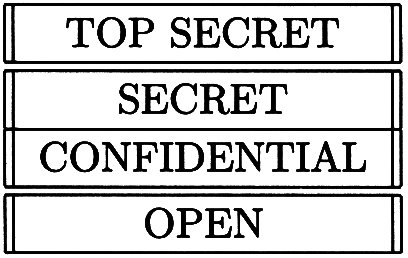 TOP SECRET
SECRET
CONFIDENTIAL
OPEN